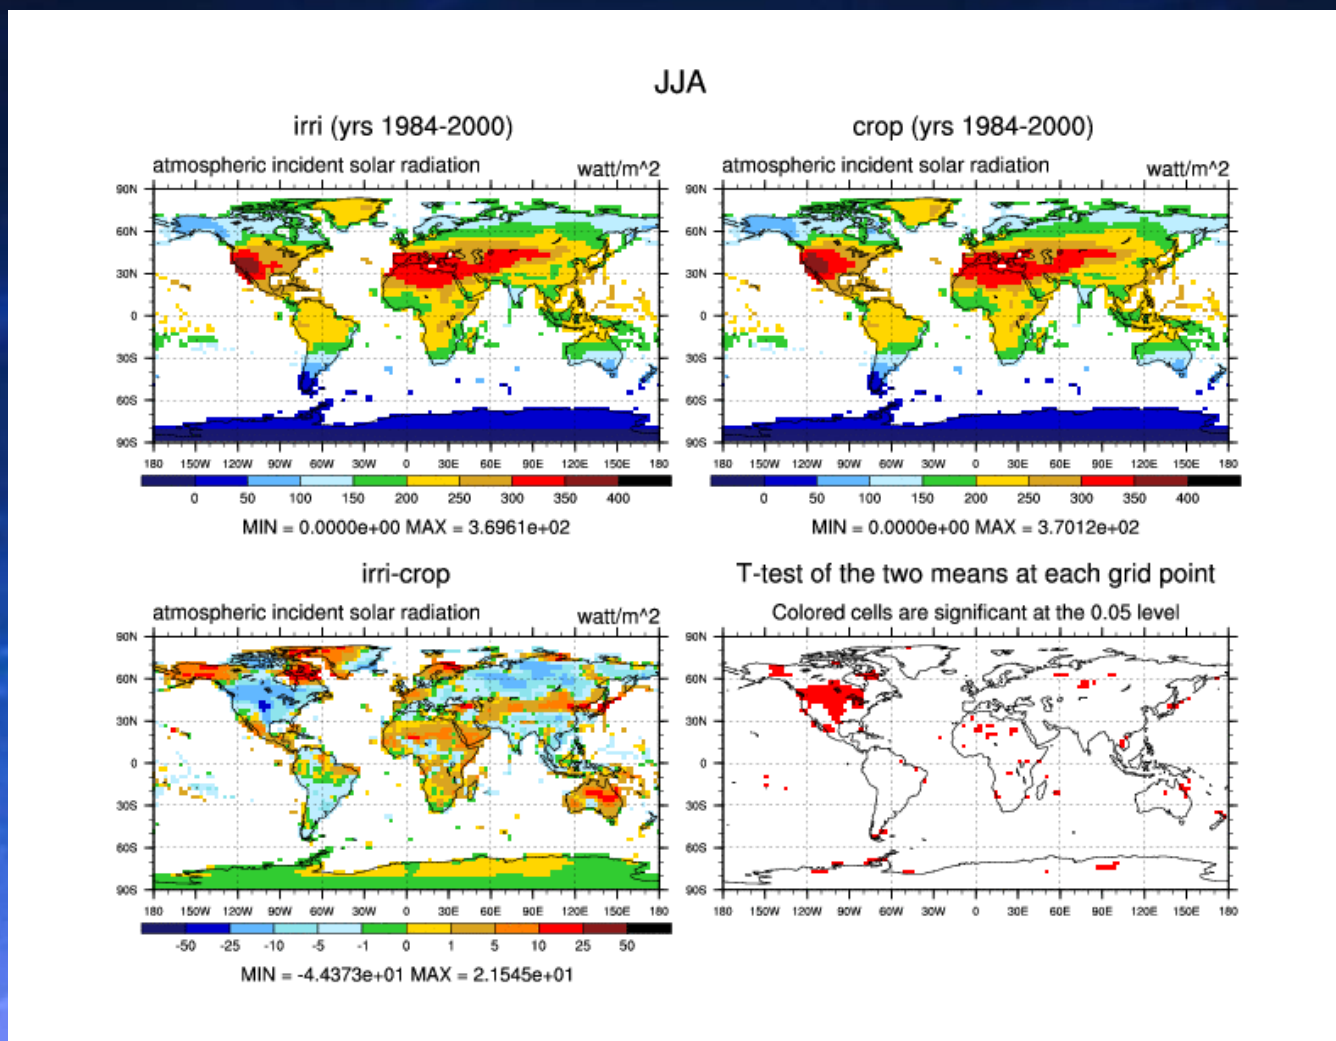 JJA
irri (yrs 1984-2000)
atmospheric incident solar radiation watt/m^2
90N
60N
30N
0
30S
60S
90S
180 150W 120W 90W 60W 30W 0 30E 60E 90E 120E 150E 180
0 50 100 150 200 250 300 350 400
MIN = 0.0000e+00 MAX = 3.6961e+02
crop (yrs 1984-2000)
atmospheric incident solar radiation watt/m^2
90N
60N
30N
0
30S
60S
90S
180 150W 120W 90W 60W 30W 0 30E 60E 90E 120E 150E 180
0 50 100 150 200 250 300 350 400
MIN = 0.0000e+00 MAX = 3.7012e+02
irri-crop
atmospheric incident solar radiation watt/m^2
90N
60N
30N
0
30S
60S
90S
180 150W 120W 90W 60W 30W 0 30E 60E 90E 120E 150E 180
-50 -25 -10 -5 -1 0 1 5 10 25 50
MIN = -4.4373e+01 MAX = 2.1545e+01
T-test of the two means at each grid point
Colored cells are significant at the 0.05 level
90N
60N
30N
0
30S
60S
90S
180 150W 120W 90W 60W 30W 0 30E 60E 90E 120E 150E 180